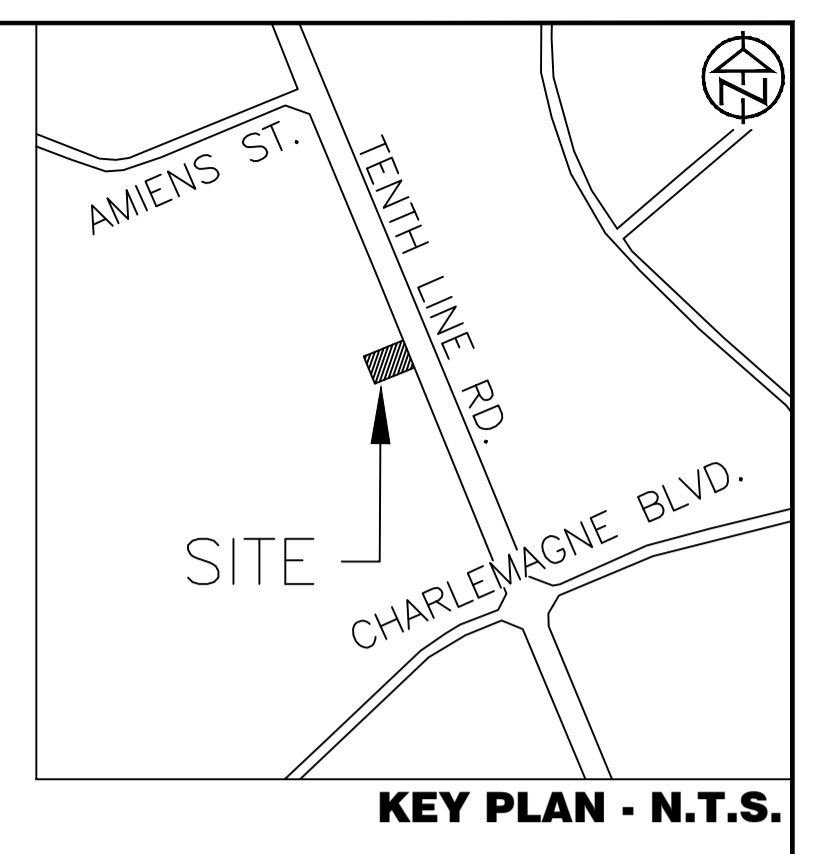 N
AMIENS ST.
TENTH LINE RD.
SITE
CHARLEMAGNE BLVD.
KEY PLAN - N.T.S.